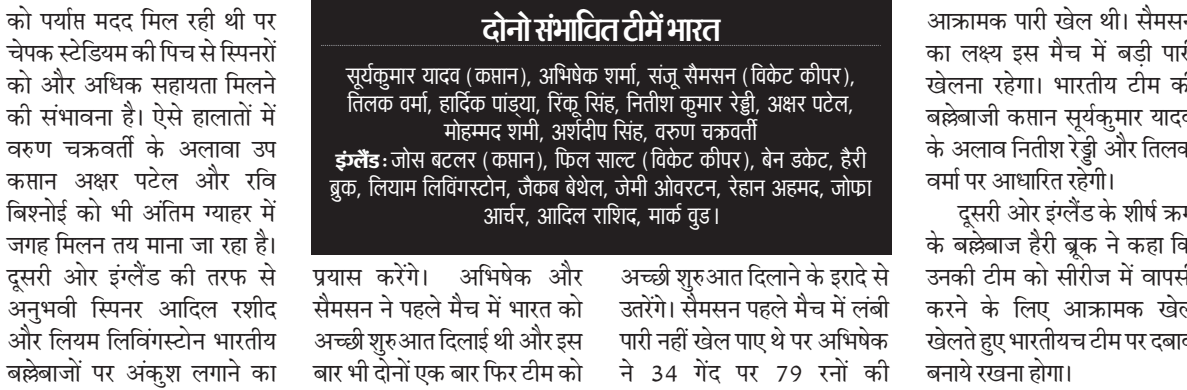 को पर्याप्त मदद मिल रही थी पर
चेपक स्टेडियम की पिच से स्पिनरों
को और अधिक सहायता मिलने
की संभावना है। ऐसे हालातों में
वरुण चक्रवर्ती के अलावा उप
कप्तान अक्षर पटेल और रवि
बिश्नोई को भी अंतिम ग्याहर में
जगह मिलन तय माना जा रहा है।
दूसरी ओर इंग्लैंड की तरफ से
अनुभवी स्पिनर आदिल रशीद
और लियम लिविंगस्टोन भारतीय
बल्लेबाजों पर अंकुश लगाने का
दोनो संभावित टीमें भारत
सूर्यकुमार यादव (कप्तान), अभिषेक शर्मा, संजू सैमसन (विकेट कीपर),
तिलक वर्मा, हार्दिक पांड्या, रिंकू सिंह, नितीश कुमार रेड्डी, अक्षर पटेल,
मोहम्मद शमी, अर्शदीप सिंह, वरुण चक्रवर्ती
इंग्लैंड: जोस बटलर (कप्तान), फिल साल्ट (विकेट कीपर), बेन डकेट, हैरी
ब्रुक, लियाम लिविंगस्टोन, जैकब बेथेल, जेमी ओवरटन, रेहान अहमद, जोफ्रा
आर्चर, आदिल राशिद, मार्क वुड।
प्रयास करेंगे। अभिषेक और
सैमसन ने पहले मैच में भारत को
अच्छी शुरुआत दिलाई थी और इस
बार भी दोनों एक बार फिर टीम को
अच्छी शुरुआत दिलाने के इरादे से
उतरेंगे। सैमसन पहले मैच में लंबी
पारी नहीं खेल पाए थे पर अभिषेक
ने 34 गेंद पर 79 रनों की
आक्रामक पारी खेल थी। सैमसन
का लक्ष्य इस मैच में बड़ी पारी
खेलना रहेगा। भारतीय टीम की
बल्लेबाजी कप्तान सूर्यकुमार यादव
के अलाव नितीश रेड्डी और तिलक
वर्मा पर आधारित रहेगी।
दूसरी ओर इंग्लैंड के शीर्ष क्रम
के बल्लेबाज हैरी ब्रूक ने कहा कि
उनकी टीम को सीरीज में वापसी
करने के लिए आक्रामक खेल
खेलते हुए भारतीयच टीम पर दबाव
बनाये रखना होगा।